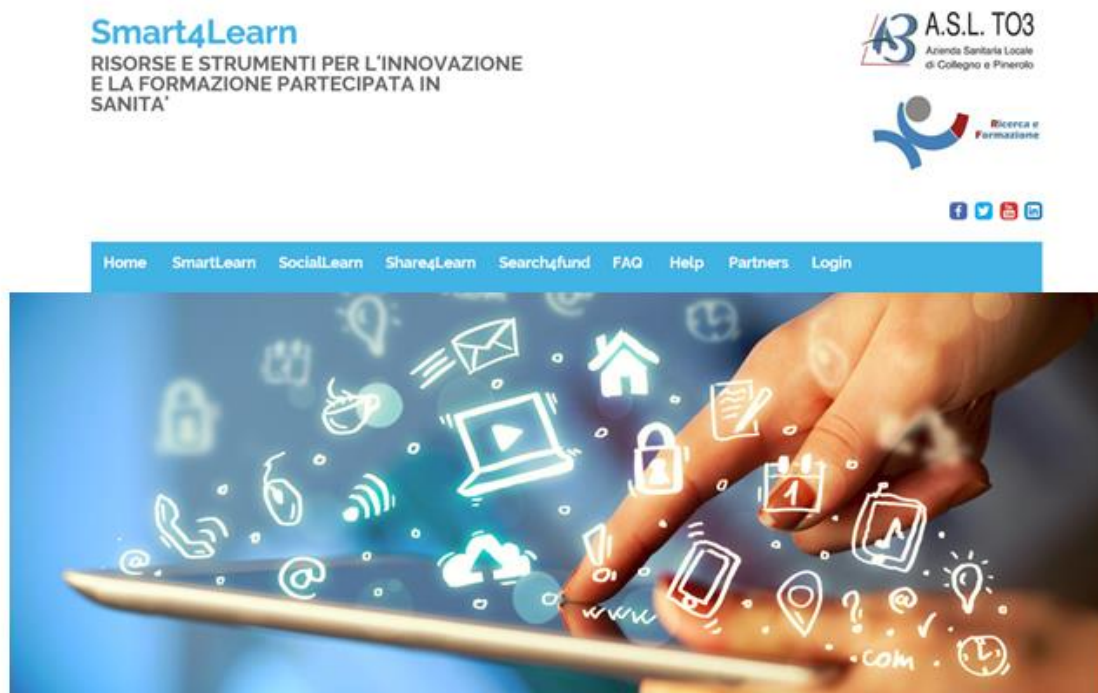 Smart4Learn
RISORSE E STRUMENTI PER L'INNOVAZIONE
E LA FORMAZIONE PARTECIPATA IN
SANITA'
A.S.L. TO3
Azienda Sanitaria Locale
di Collegno e Pinerolo
Ricerca e
Formazione
Home SmartLearn SocialLearn Share4Learn Search4fund FAQ Help Partners Login
1
@
@
www
?
@
.com